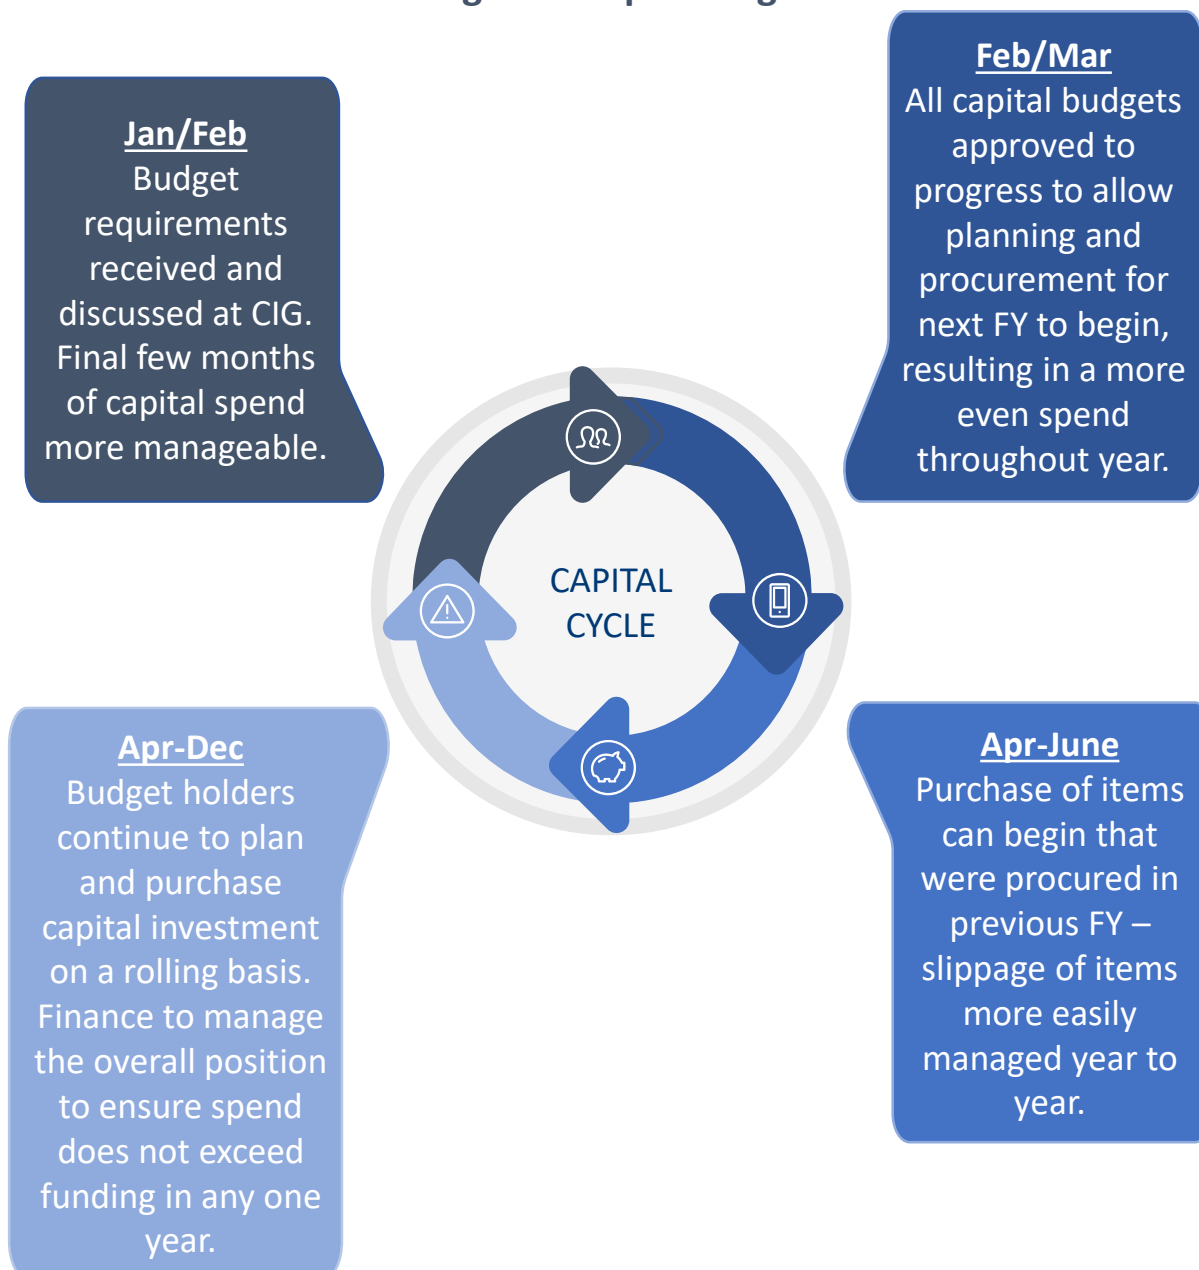 Jan/Feb
Budget
requirements
received and
discussed at CIG.
Final few months
of capital spend
more manageable.
Feb/Mar
All capital budgets
approved to
progress to allow
planning and
procurement for
next FY to begin,
resulting in a more
even spend
throughout year.
CAPITAL
CYCLE
Apr-Dec
Budget holders
continue to plan
and purchase
capital investment
on a rolling basis.
Finance to manage
the overall position
to ensure spend
does not exceed
funding in any one
year.
Apr-June
Purchase of items
can begin that
were procured in
previous FY –
slippage of items
more easily
managed year to
year.